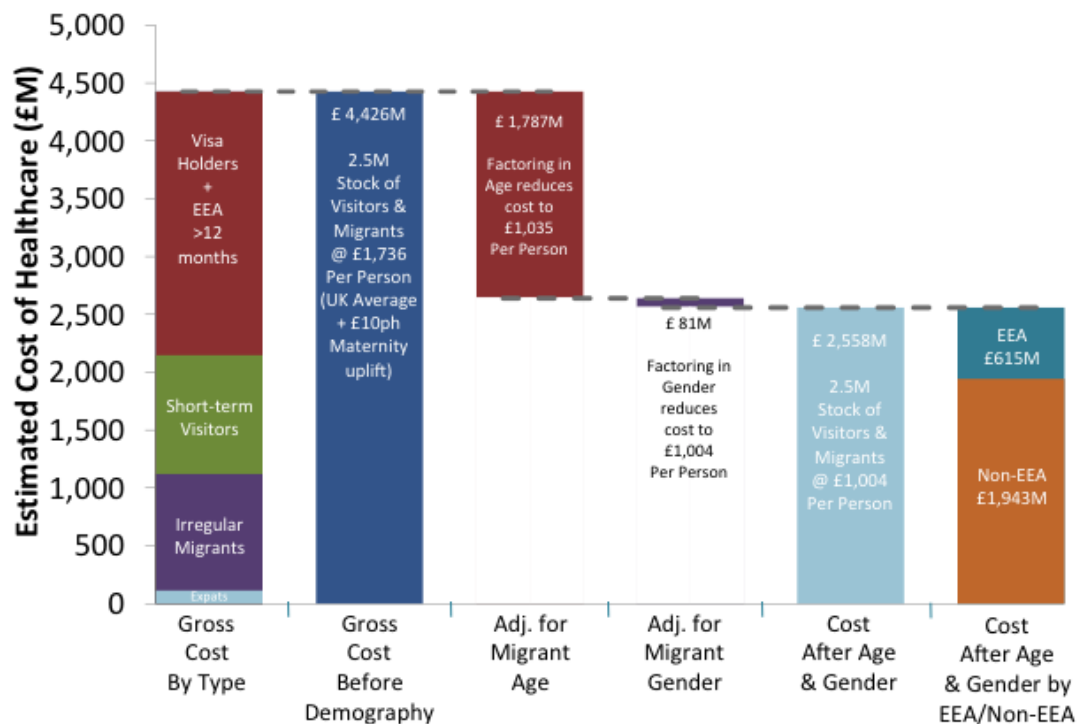 Estimated Cost of Healthcare (£M)
5,000
4,500
4,000
3,500
3,000
2,500
2,000
1,500
1,000
500
0
Visa
Holders
+
EEA
>12
months
Short-term
Visitors
Irregular
Migrants
Expats
£ 4,426M
2.5M
Stock of
Visitors &
Migrants
@ £1,736
Per Person
(UK Average
+ £10ph
Maternity
uplift)
£ 1,787M
Factoring in
Age reduces
cost to
£1,035
Per Person
£ 81M
Factoring in
Gender
reduces
cost to
£1,004
Per Person
£ 2,558M
2.5M
Stock of
Visitors &
Migrants
@ £1,004
Per Person
EEA
£615M
Non-EEA
£1,943M
Gross
Cost
By Type
Gross
Cost
Before
Demography
Adj. for
Migrant
Age
Adj. for
Migrant
Gender
Cost
After Age
& Gender
Cost
After Age
& Gender by
EEA/Non-EEA